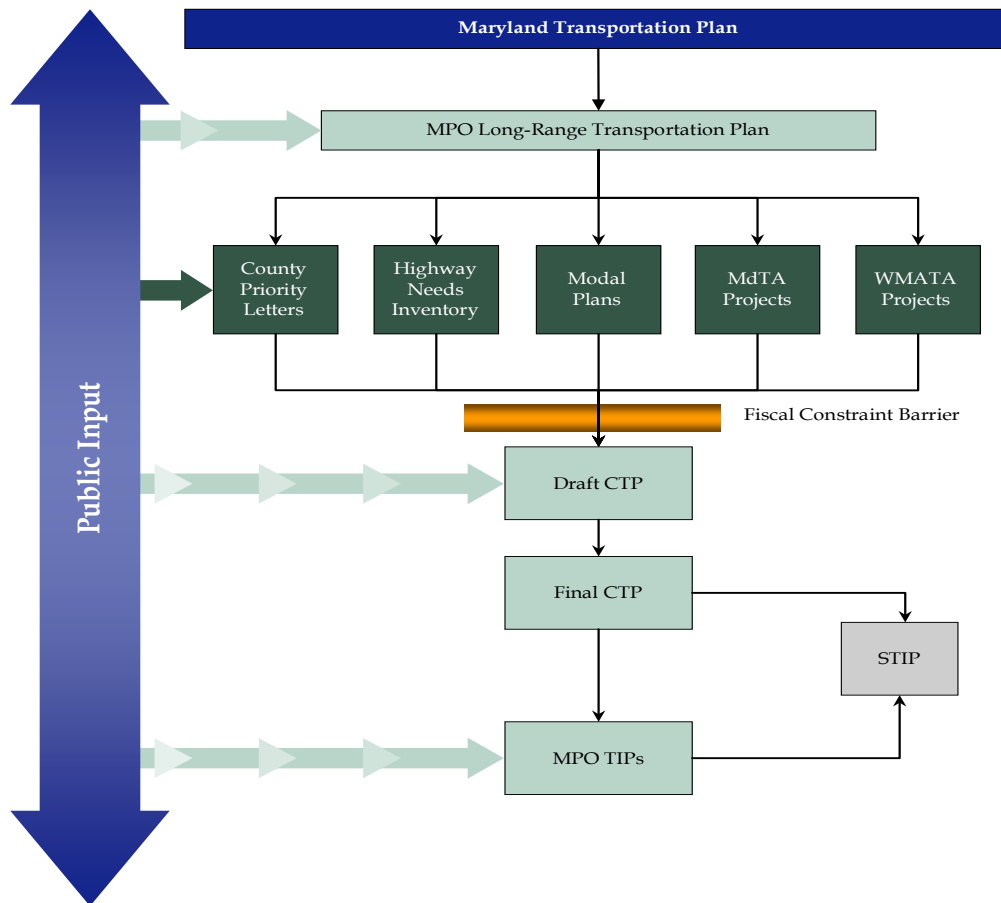 Maryland Transportation Plan
MPO Long-Range Transportation Plan
County
Priority
Letters
Highway
Needs
Inventory
Modal
Plans
MdTA
Projects
WMATA
Projects
Fiscal Constraint Barrier
Public Input
Draft CTP
Final CTP
STIP
MPO TIPs